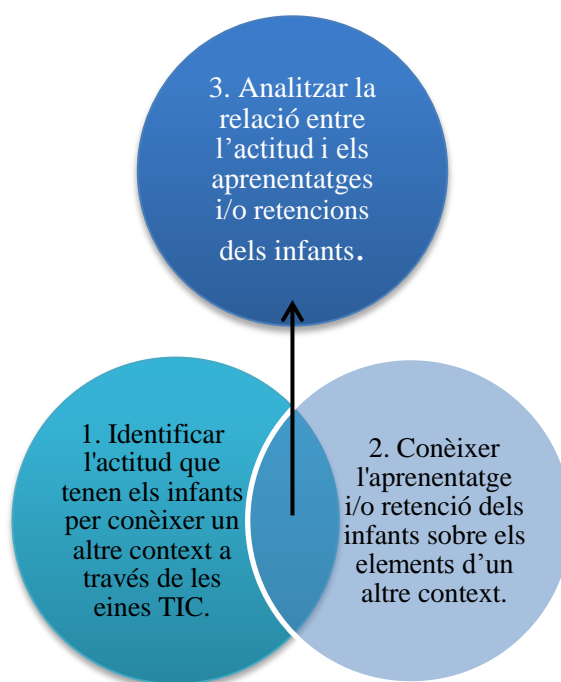 3. Analitzar la
relació entre
l’actitud i els
aprenentatges
i/o retencions
dels infants.
1. Identificar
l'actitud que
tenen els infants
per conèixer un
altre context a
través de les
eines TIC.
2. Conèixer
l'aprenentatge
i/o retenció dels
infants sobre els
elements d’un
altre context.